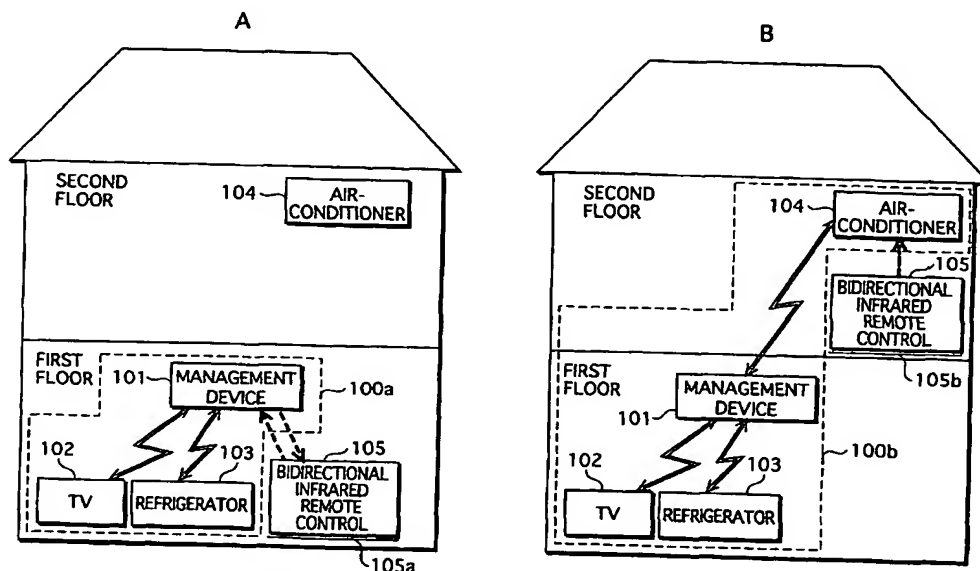 A
SECOND
FLOOR
104
AIR-
CONDITIONER
FIRST
FLOOR
101
MANAGEMENT
DEVICE
100a
102
103
105
TV
REFRIGERATOR
BIDIRECTIONAL
INFRARED
REMOTE
CONTROL
105a
B
SECOND
FLOOR
104
AIR-
CONDITIONER
105
BIDIRECTIONAL
INFRARED
REMOTE
CONTROL
105b
FIRST
FLOOR
MANAGEMENT
DEVICE
101
102
103
100b
TV
REFRIGERATOR